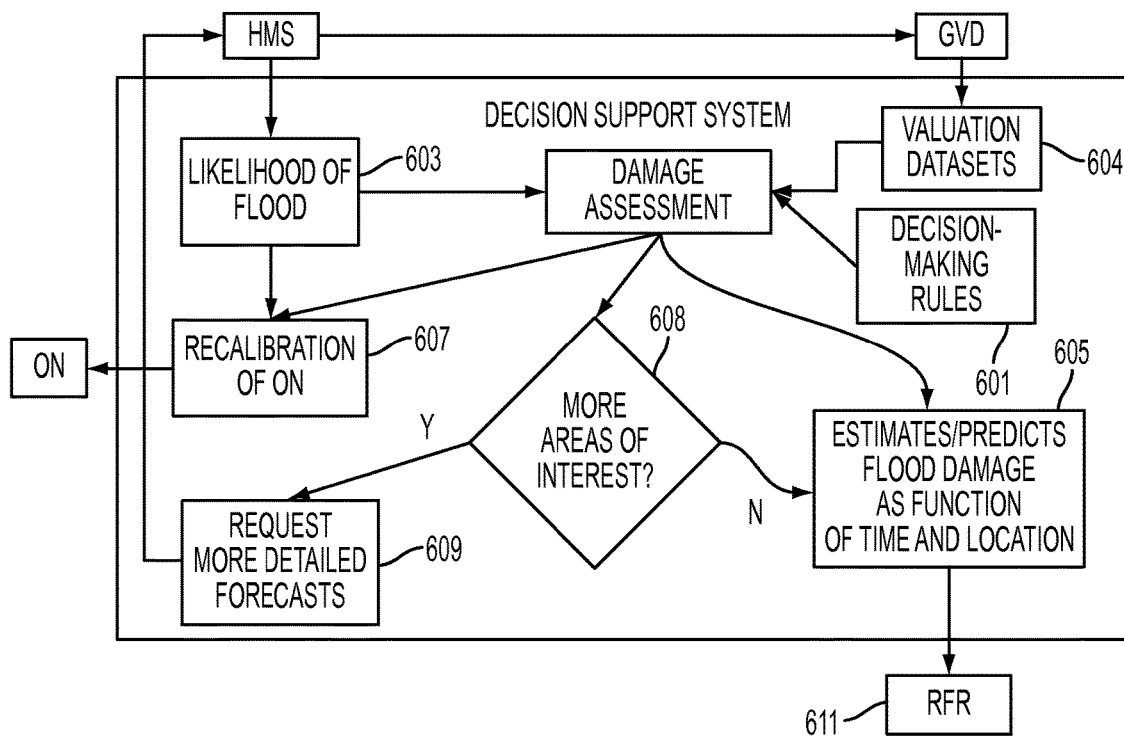 HMS
GVD
DECISION SUPPORT SYSTEM
LIKELIHOOD OF
FLOOD
603
DAMAGE
ASSESSMENT
VALUATION
DATASETS
604
DECISION-
MAKING
RULES
601
ON
RECALIBRATION
OF ON
607
608
MORE
AREAS OF
INTEREST?
Y
N
605
ESTIMATES/PREDICTS
FLOOD DAMAGE
AS FUNCTION
OF TIME AND LOCATION
REQUEST
MORE DETAILED
FORECASTS
609
RFR
611